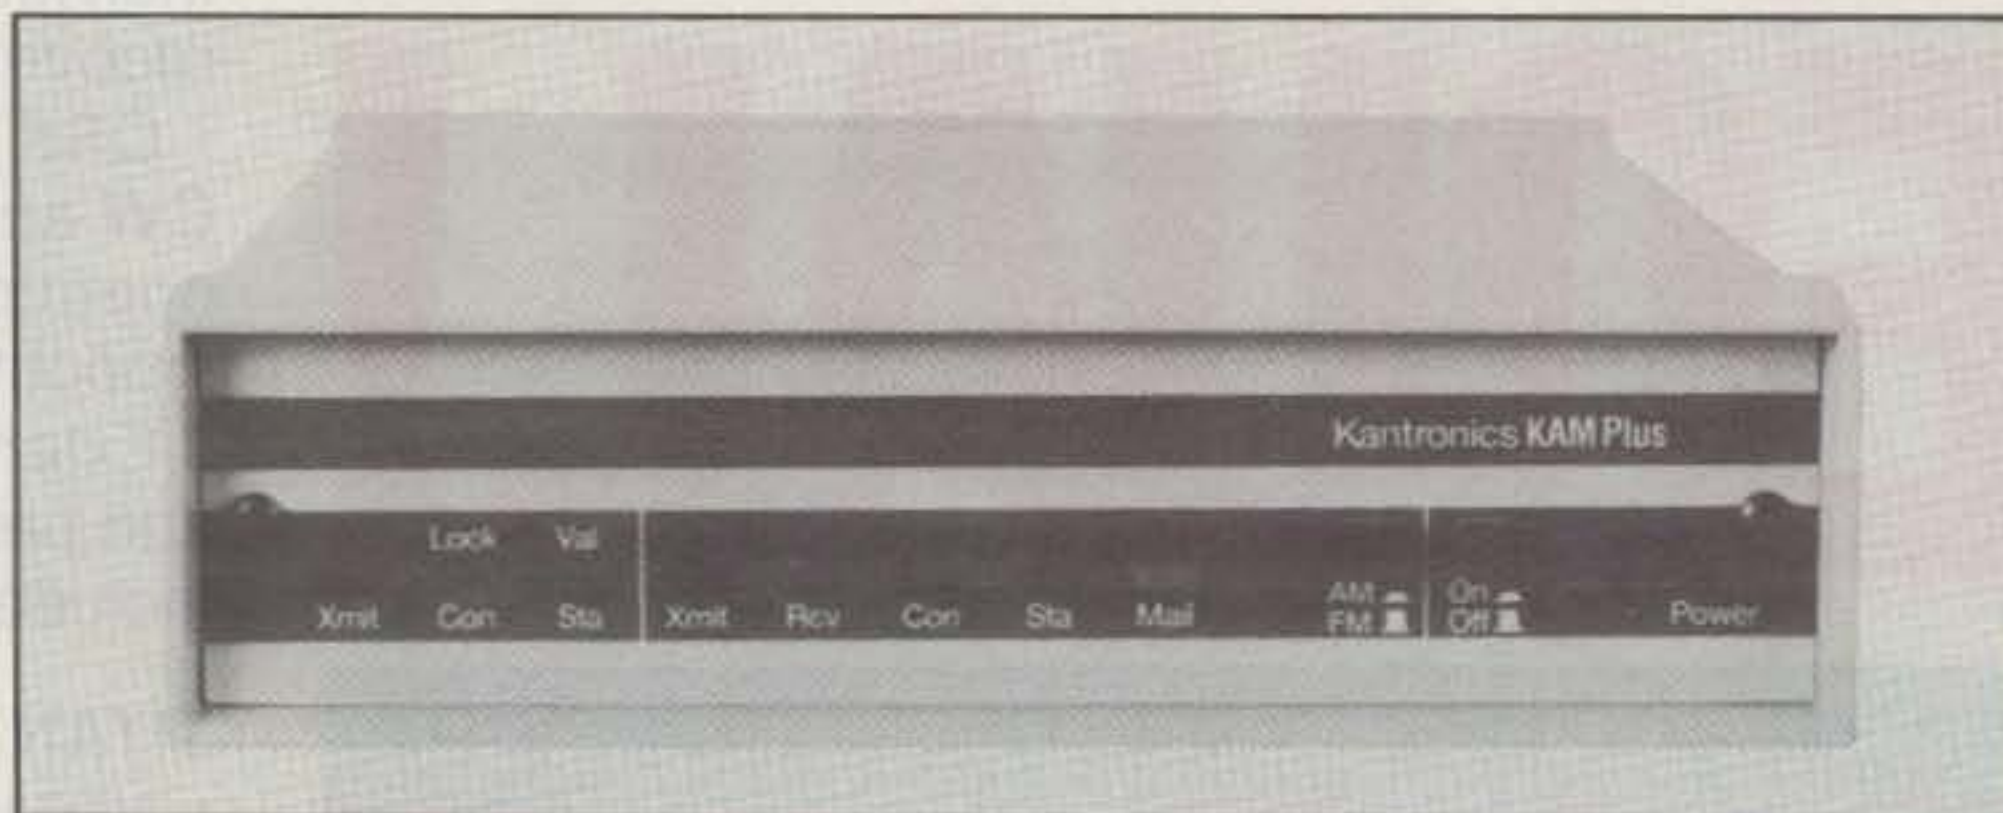 Kantronics KAM Plus
Lock Val
Xmit Con Sta Xmit Rcv Con Sta Mail AM On Power
FM Off